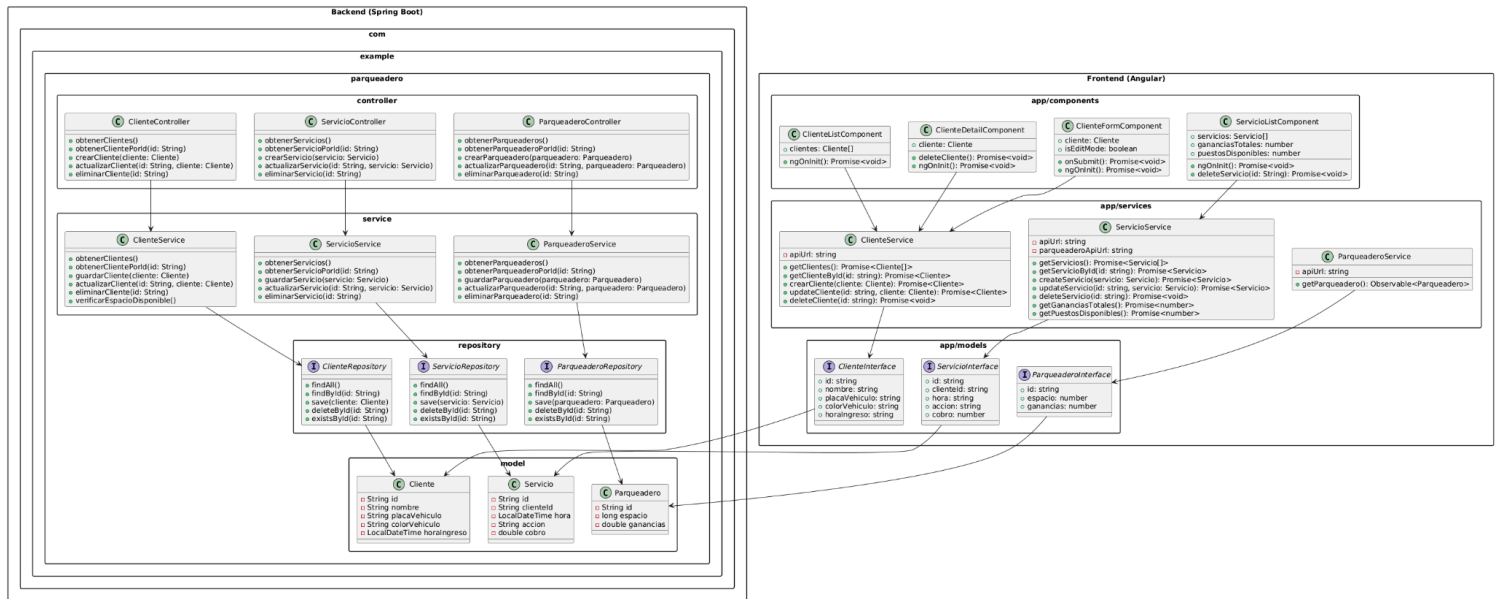 Backend (Spring Boot)
com
example
parqueadero
controller
ClienteController
obtenerClientes()
obtenerClientePorId(id: String)
crearCliente(cliente: Cliente)
actualizarCliente(id: String, cliente: Cliente)
eliminarCliente(id: String)
ServicioController
obtenerServicios()
obtenerServicioPorId(id: String)
crearServicio(servicio: Servicio)
actualizarServicio(id: String, servicio: Servicio)
eliminarServicio(id: String)
ParqueaderoController
obtenerParqueaderos()
obtenerParqueaderoPorId(id: String)
crearParqueadero(parqueadero: Parqueadero)
actualizarParqueadero(id: String, parqueadero: Parqueadero)
eliminarParqueadero(id: String)
service
ClienteService
obtenerClientes()
obtenerClientePorId(id: String)
guardarCliente(cliente: Cliente)
actualizarCliente(id: String, cliente: Cliente)
eliminarCliente(id: String)
verificarEspacioDisponible()
ServicioService
obtenerServicios()
obtenerServicioPorId(id: String)
guardarServicio(servicio: Servicio)
actualizarServicio(id: String, servicio: Servicio)
eliminarServicio(id: String)
ParqueaderoService
obtenerParqueaderos()
obtenerParqueaderoPorId(id: String)
guardarParqueadero(parqueadero: Parqueadero)
actualizarParqueadero(id: String, parqueadero: Parqueadero)
eliminarParqueadero(id: String)
repository
ClienteRepository
findAll()
findById(id: String)
save(cliente: Cliente)
deleteById(id: String)
existsById(id: String)
ServicioRepository
findAll()
findById(id: String)
save(servicio: Servicio)
deleteById(id: String)
existsById(id: String)
ParqueaderoRepository
findAll()
findById(id: String)
save(parqueadero: Parqueadero)
deleteById(id: String)
existsById(id: String)
model
Cliente
String id
String nombre
String placaVehiculo
String colorVehiculo
LocalDateTime horaIngreso
Servicio
String id
String clienteId
LocalDateTime hora
String accion
double cobro
Parqueadero
String id
long espacio
double ganancias
Frontend (Angular)
app/components
ClienteListComponent
clientes: Cliente[]
ngOnInit(): Promise<void>
ClienteDetailComponent
cliente: Cliente
deleteCliente(): Promise<void>
ngOnInit(): Promise<void>
ClienteFormComponent
cliente: Cliente
isEditMode: boolean
onSubmit(): Promise<void>
ngOnInit(): Promise<void>
ServicioListComponent
servicios: Servicio[]
gananciasTotales: number
puestosDisponibles: number
ngOnInit(): Promise<void>
deleteServicio(id: String): Promise<void>
app/services
ClienteService
apiUrl: string
getClientes(): Promise<Cliente[]>
getClienteById(id: string): Promise<Cliente>
crearCliente(cliente: Cliente): Promise<Cliente>
updateCliente(id: string, cliente: Cliente): Promise<Cliente>
deleteCliente(id: string): Promise<void>
ServicioService
apiUrl: string
parqueaderoApiUrl: string
getServicios(): Promise<Servicio[]>
getServicioById(id: string): Promise<Servicio>
createServicio(servicio: Servicio): Promise<Servicio>
updateServicio(id: string, servicio: Servicio): Promise<Servicio>
deleteServicio(id: string): Promise<void>
getGananciasTotales(): Promise<number>
getPuestosDisponibles(): Promise<number>
ParqueaderoService
apiUrl: string
getParqueadero(): Observable<Parqueadero>
app/models
ClienteInterface
id: string
nombre: string
placaVehiculo: string
colorVehiculo: string
horaIngreso: string
ServicioInterface
id: string
clienteId: string
hora: string
accion: string
cobro: number
ParqueaderoInterface
id: string
espacio: number
ganancias: number